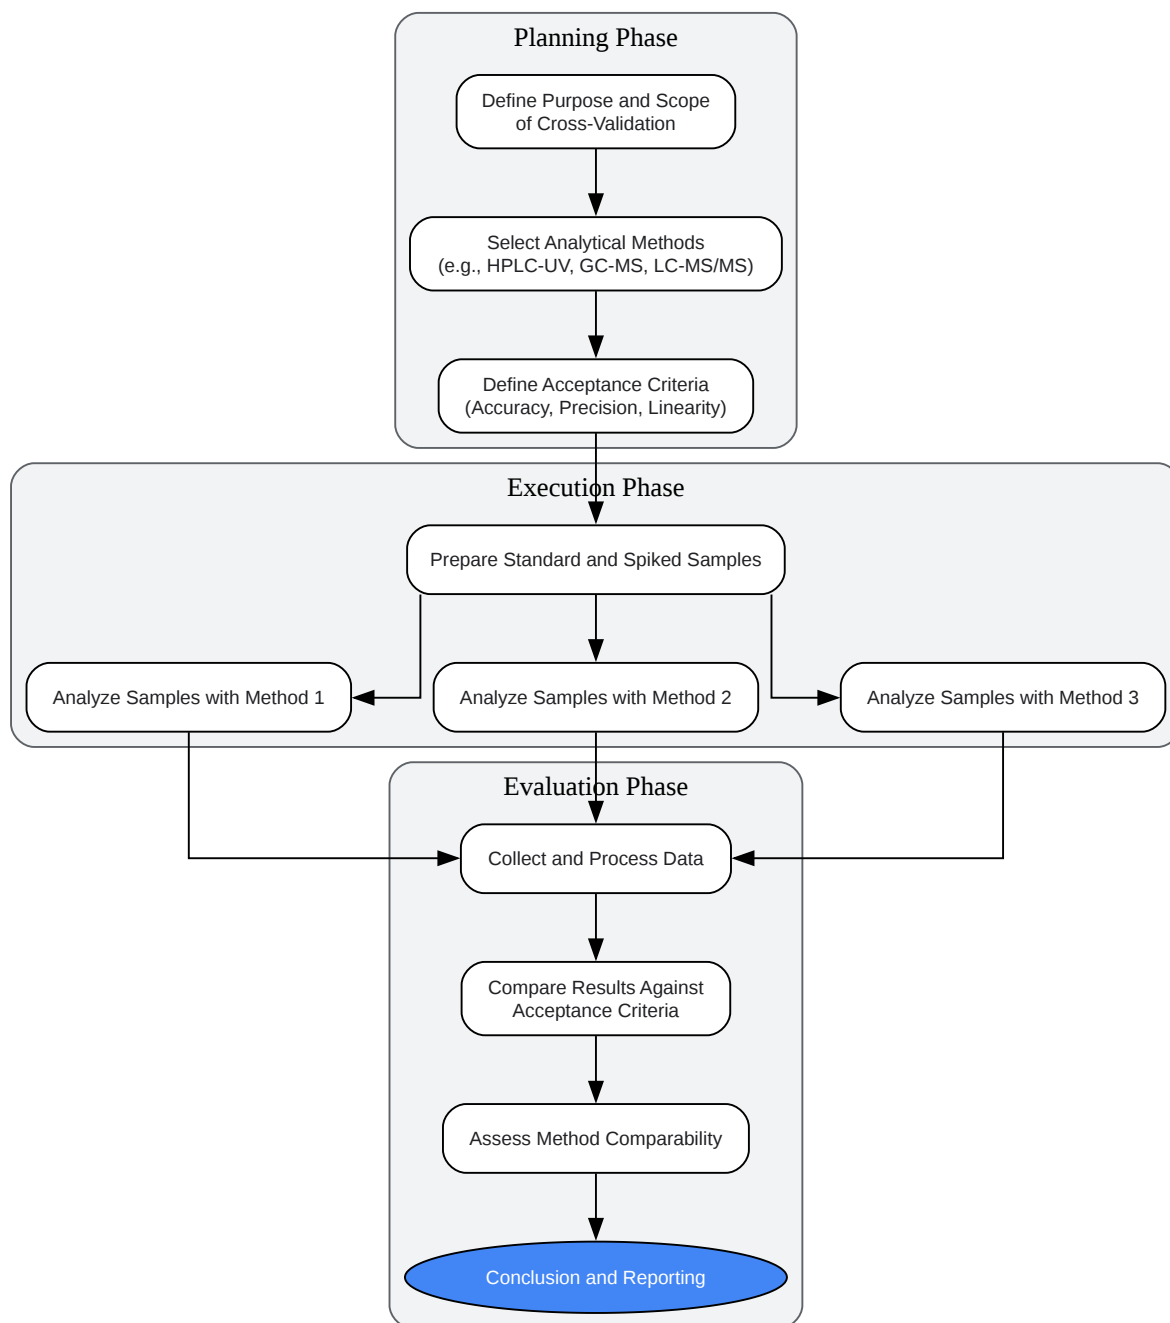 Planning Phase
Define Purpose and Scope
of Cross-Validation
Select Analytical Methods
(e.g., HPLC-UV, GC-MS, LC-MS/MS)
Define Acceptance Criteria
(Accuracy, Precision, Linearity)
Execution Phase
Prepare Standard and Spiked Samples
Analyze Samples with Method 1
Analyze Samples with Method 2
Analyze Samples with Method 3
Evaluation Phase
Collect and Process Data
Compare Results Against
Acceptance Criteria
Assess Method Comparability
Conclusion and Reporting